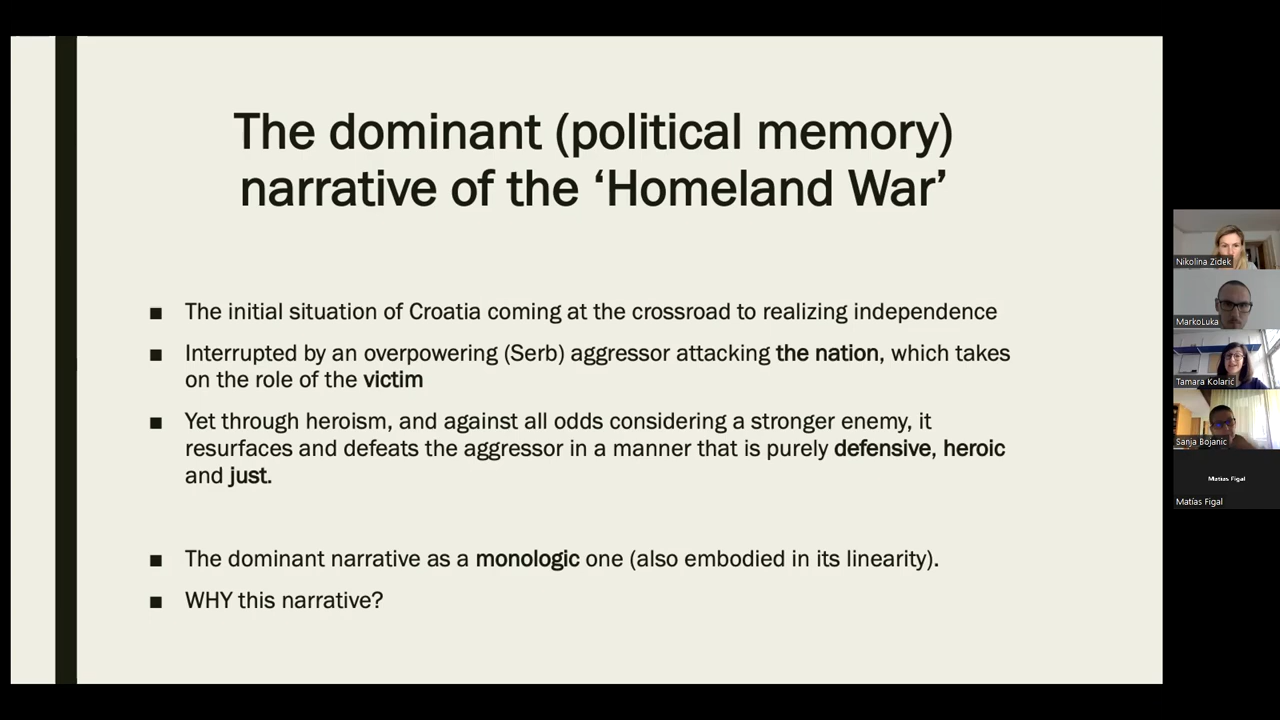 The dominant (political memory)
narrative of the ‘Homeland War’
■ The initial situation of Croatia coming at the crossroad to realizing independence
■ Interrupted by an overpowering (Serb) aggressor attacking the nation, which takes
on the role of the victim
■ Yet through heroism, and against all odds considering a stronger enemy, it
resurfaces and defeats the aggressor in a manner that is purely defensive, heroic
and just.
■ The dominant narrative as a monologic one (also embodied in its linearity).
■ WHY this narrative?
Nikolina Zidek
MarkoLuka
Tamara Kolarić
Sanja Bojanic
Matias Figal
Matías Figal